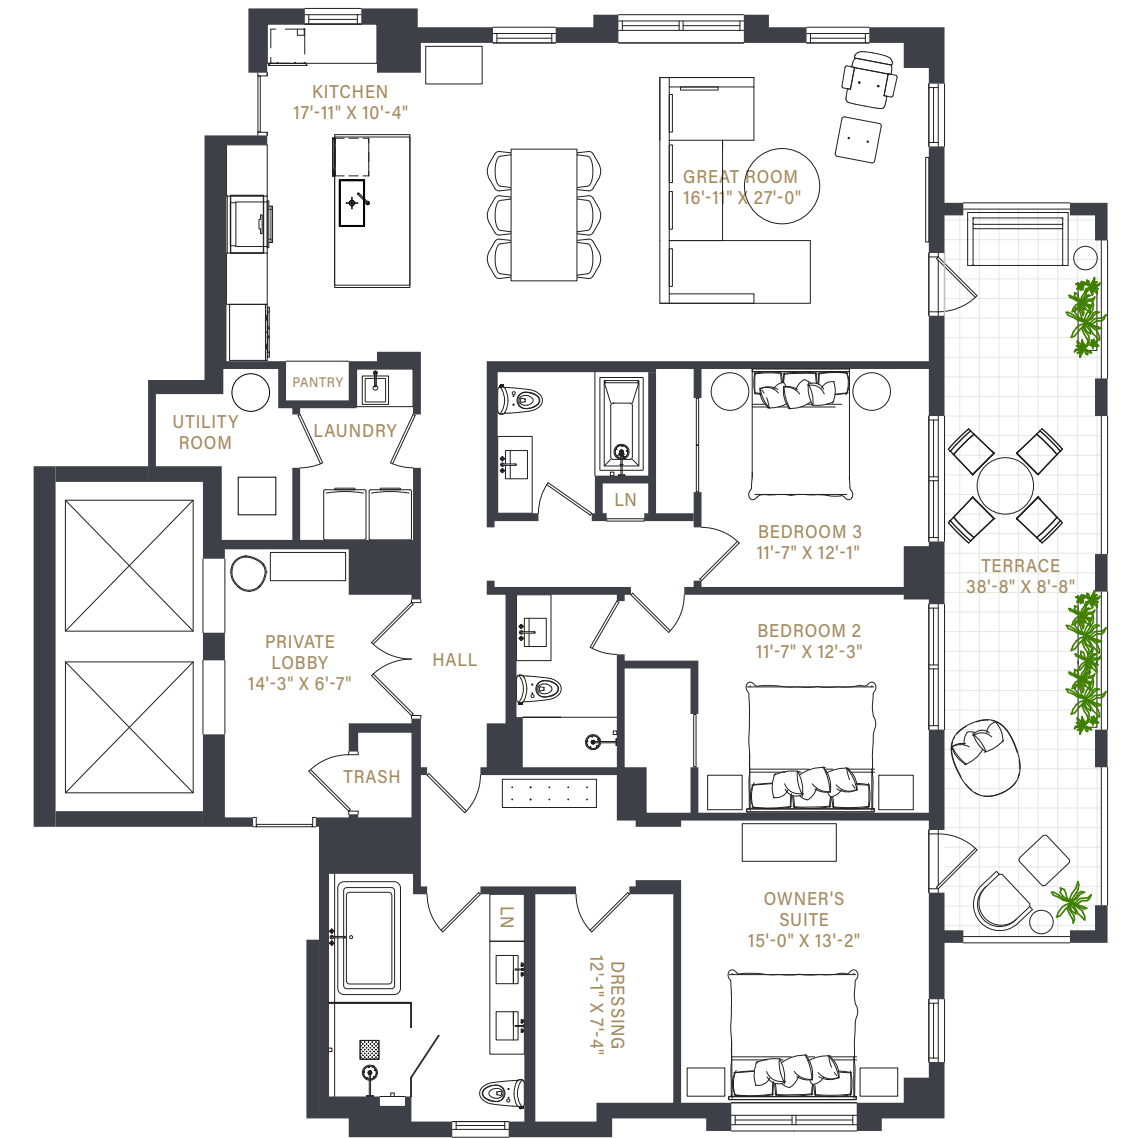 KITCHEN
17'-11" X 10'-4"
GREAT ROOM
16'-11" X 27'-0"
PANTRY
UTILITY
ROOM
LAUNDRY
LN
BEDROOM 3
11'-7" X 12'-1"
TERRACE
38'-8" X 8'-8"
PRIVATE
LOBBY
14'-3" X 6'-7"
HALL
BEDROOM 2
11'-7" X 12'-3"
TRASH
LN
OWNER'S
SUITE
15'-0" X 13'-2"
DRESSING
12'-1" X 7'-4"